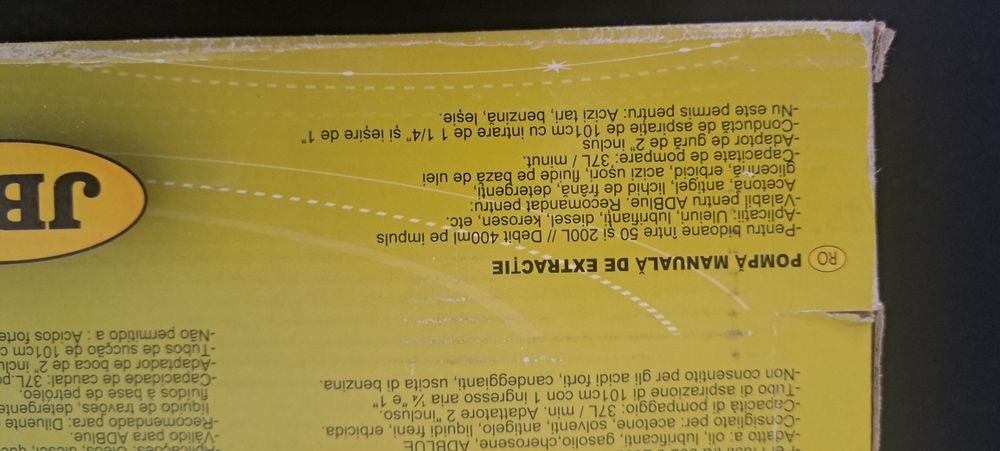 -Adatto a: oli, lubrificanti, gasolio,cherosene, ADBLUE
-Consigliato per: acetone, solventi, antigelo, liquidi freni, erbicida.
-Capacità di pompaggio: 37L / min. Adattatore 2 "incluso.
-Tubo di aspirazione di 101cm con 1 ingresso aria ¼ "e 1"
-Non consentito per gli acidi forti, candeggianti, uscita di benzina.
-Aplicações: Óleos, diesel,
-Válido para ADBlue.
-Recomendado para: Diluente
líquido de travões, detergente
fluidos à base de petróleo.
-Capacidade de caudal: 37L
-Adaptador de boca de 2"
-Tubos de sucção de 101cm
-Não permitido a : Ácidos forte
RO POMPĂ MANUALĂ DE EXTRACȚIE
-Pentru bidoane între 50 și 200L // Debit 400ml pe impuls
-Aplicații: Uleiuri, lubrifianți, diesel, kerosen, etc.
-Valabil pentru ADBlue. Recomandat pentru:
Acetonă, antigel, lichid de frână, detergenți,
glicerină, erbicid, acizi ușori, fluide pe bază de ulei
-Capacitate de pompare: 37L / minut.
-Adaptor de gură de 2" inclus
-Conductă de aspirație de 101cm cu intrare de 1 1/4" și ieșire de 1"
-Nu este permis pentru: Acizi tari, benzină, leșie.
JB